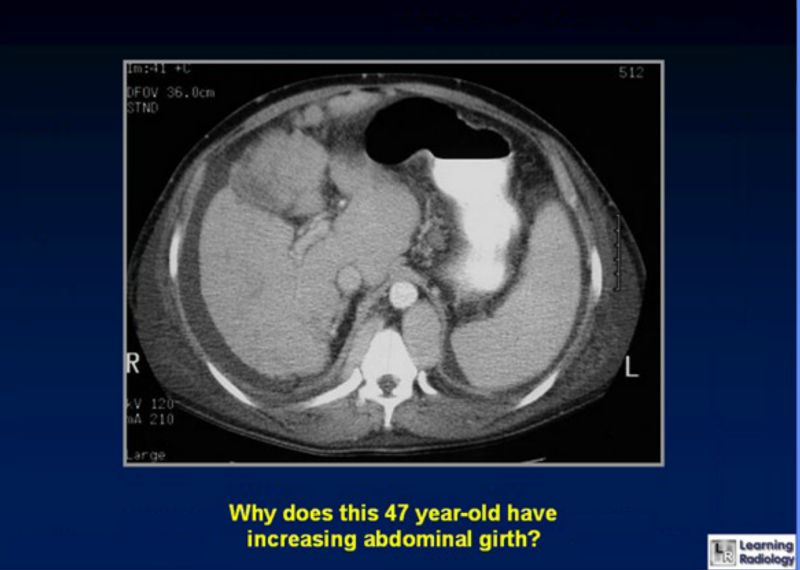 Im:41 +C
512
DFOV 36.0cm
STND
R
L
kV 120
mA 210
Large
Why does this 47 year-old have
increasing abdominal girth?
LR
Learning
Radiology